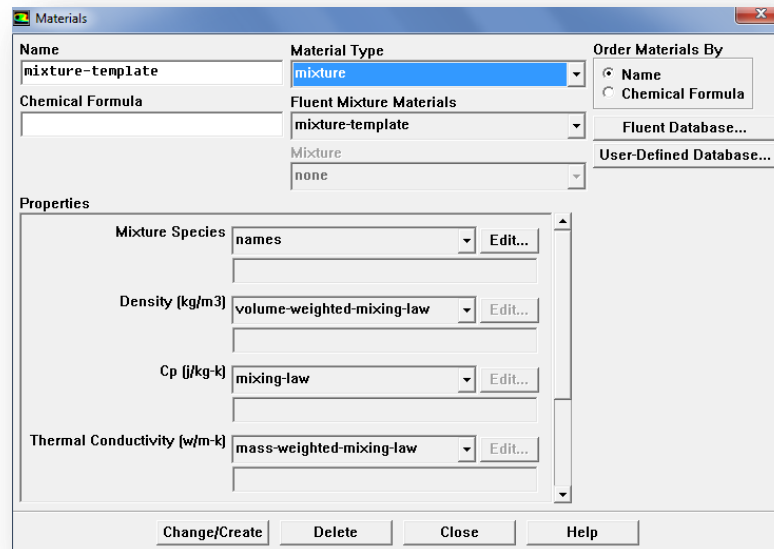 Materials
Name
mixture-template
Chemical Formula
Material Type
mixture
Fluent Mixture Materials
mixture-template
Mixture
none
Order Materials By
Name
Chemical Formula
Fluent Database...
User-Defined Database...
Properties
Mixture Species names Edit...
Density (kg/m3) volume-weighted-mixing-law Edit...
Cp (j/kg-k) mixing-law Edit...
Thermal Conductivity (w/m-k) mass-weighted-mixing-law Edit...
Change/Create Delete Close Help